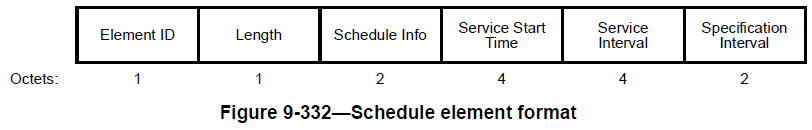 Element ID Length Schedule Info Service Start Time Service Interval Specification Interval
Octets: 1 1 2 4 4 2
Figure 9-332—Schedule element format